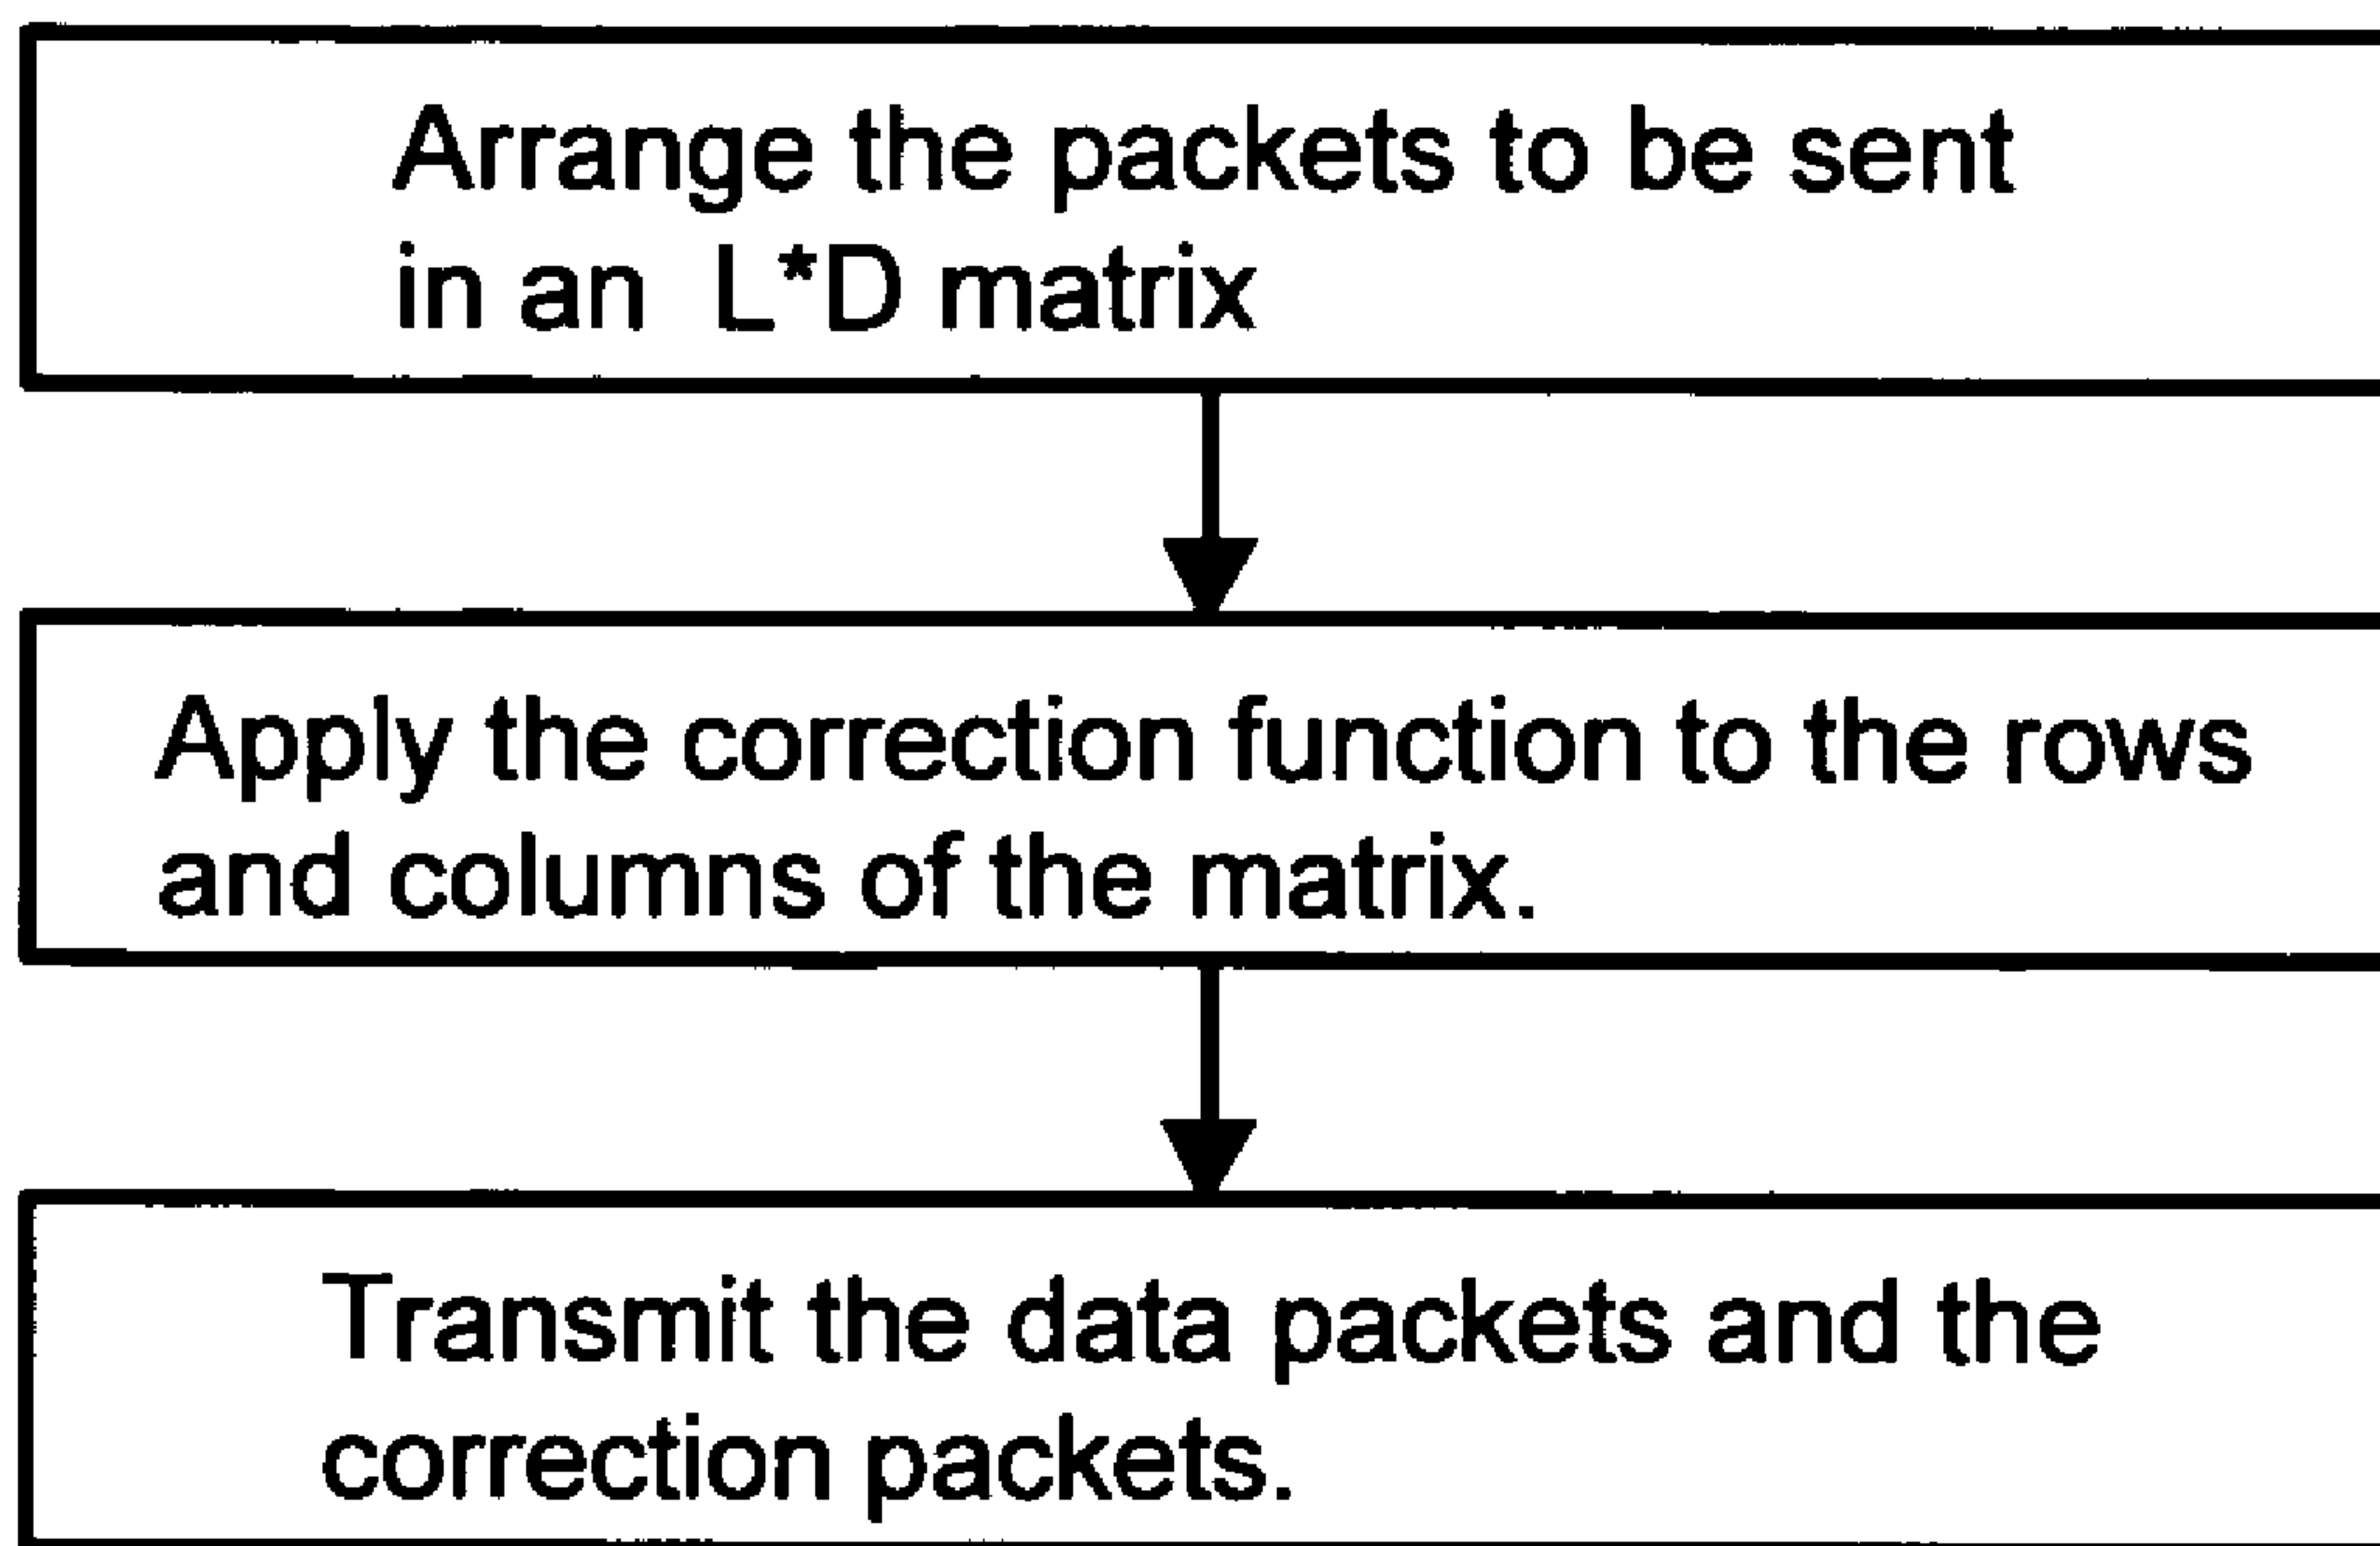 Arrange the packets to be sent
in an L*D matrix
Apply the correction function to the rows
and columns of the matrix.
Transmit the data packets and the
correction packets.